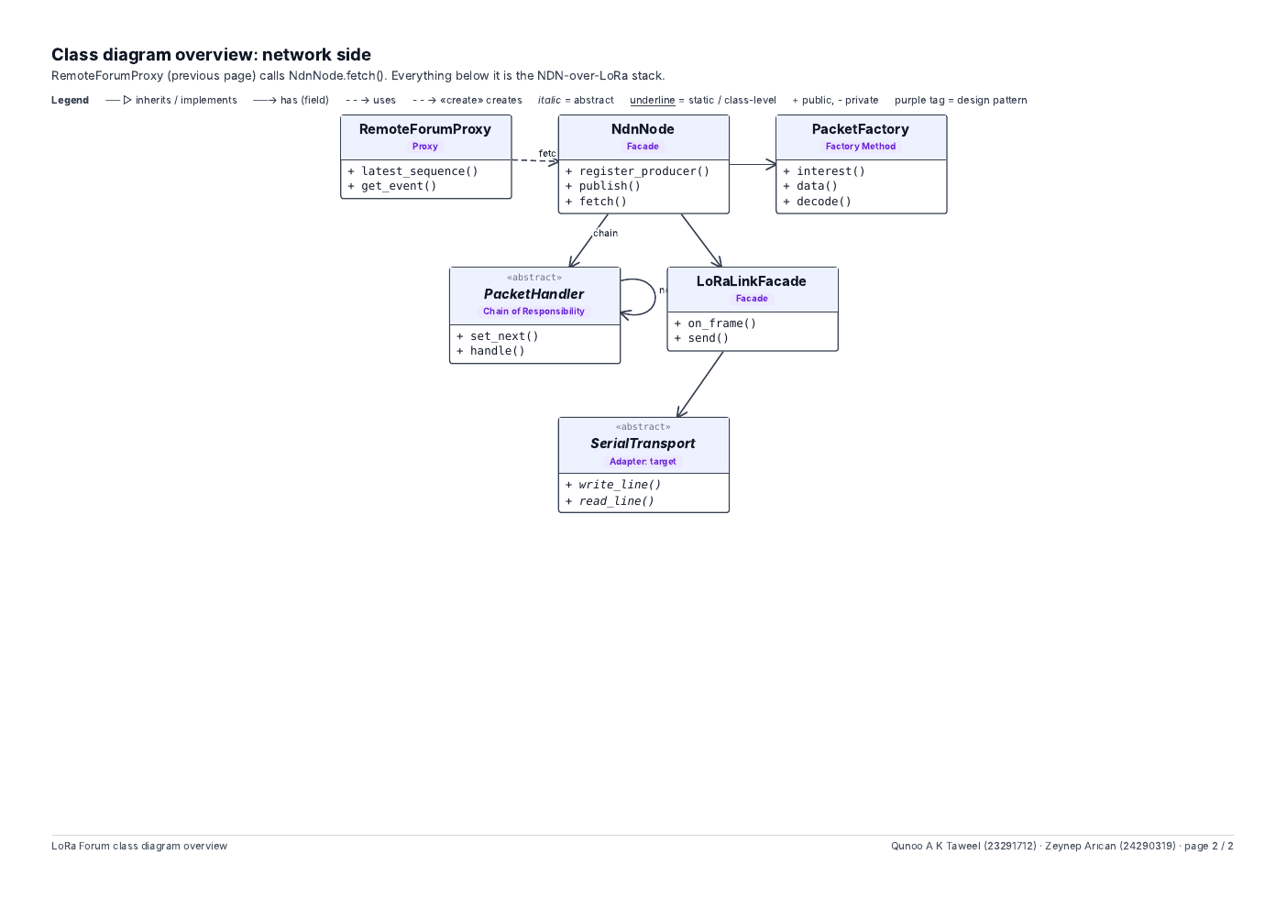 Class diagram overview: network side
RemoteForumProxy (previous page) calls NdnNode.fetch(). Everything below it is the NDN-over-LoRa stack.
Legend —▷ inherits / implements —→ has (field) - - → uses - - → «create» creates italic = abstract underline = static / class-level + public, - private purple tag = design pattern
RemoteForumProxy
Proxy
+ latest_sequence()
+ get_event()
fetc
NdnNode
Facade
+ register_producer()
+ publish()
+ fetch()
PacketFactory
Factory Method
+ interest()
+ data()
+ decode()
chain
«abstract»
PacketHandler
Chain of Responsibility
+ set_next()
+ handle()
LoRaLinkFacade
Facade
+ on_frame()
+ send()
«abstract»
SerialTransport
Adapter: target
+ write_line()
+ read_line()
LoRa Forum class diagram overview
Qunoo A K Taweel (23291712) · Zeynep Arıcan (24290319) · page 2 / 2